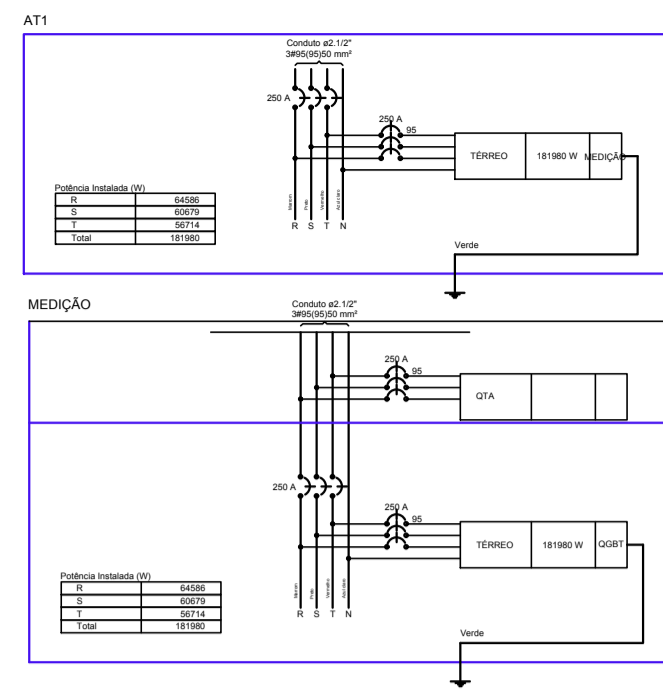 AT1
Conduto ø2.1/2"
3#95(95)50 mm²
250 A
250 A
95
TÉRREO 181980 W MEDIÇÃO
Marrom Preto Vermelho Azul claro
R S T N
Potência Instalada (W)
R 64586
S 60679
T 56714
Total 181980
Verde
MEDIÇÃO
Conduto ø2.1/2"
3#95(95)50 mm²
250 A
95
QTA
250 A
250 A
95
TÉRREO 181980 W QGBT
Marrom Preto Vermelho Azul claro
R S T N
Potência Instalada (W)
R 64586
S 60679
T 56714
Total 181980
Verde